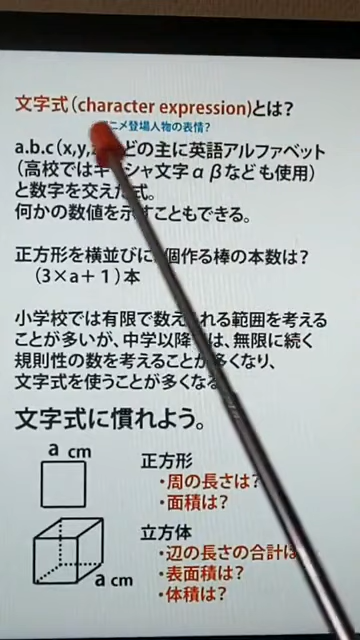 文字式(character expression)とは?
ニメ登場人物の表情?
a.b.c(x,y, どの主に英語アルファベット
(高校ではギ シャ文字αβなども使用)
と数字を交えた式。
何かの数値を示すこともできる。
正方形を横並びに 個作る棒の本数は?
(3×a+1)本
小学校では有限で数え れる範囲を考える
ことが多いが、中学以降 は、無限に続く
規則性の数を考えることが多くなり、
文字式を使うことが多くなる
文字式に慣れよう。
a cm
正方形
・周の長さは?
・面積は?
立方体
・辺の長さの合計は
・表面積は?
・体積は?
a cm